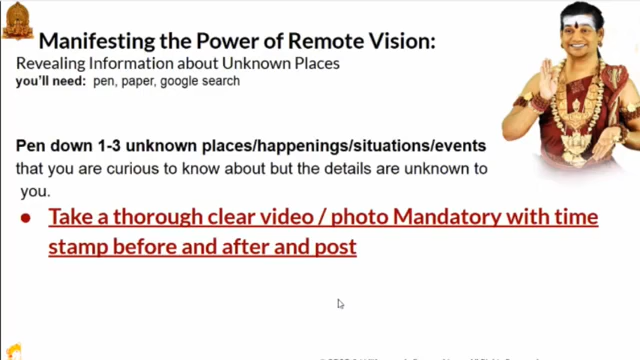 Manifesting the Power of Remote Vision:
Revealing Information about Unknown Places
you'll need: pen, paper, google search
Pen down 1-3 unknown places/happenings/situations/events
that you are curious to know about but the details are unknown to
you.
● Take a thorough clear video / photo Mandatory with time
stamp before and after and post